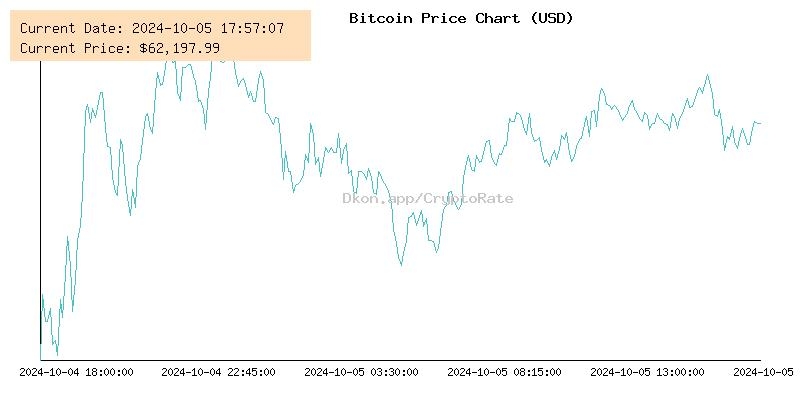 Bitcoin Price Chart (USD)
Current Date: 2024-10-05 17:57:07
Current Price: $62,197.99
Dkon.app/CryptoRate
2024-10-04 18:00:00 2024-10-04 22:45:00 2024-10-05 03:30:00 2024-10-05 08:15:00 2024-10-05 13:00:00 2024-10-05